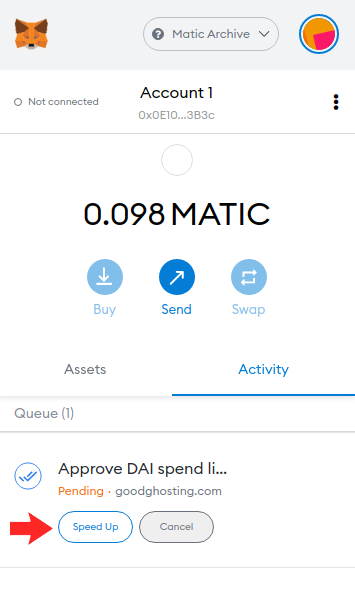 Matic Archive
Not connected
Account 1
0x0E10...3B3c
0.098 MATIC
Buy
Send
Swap
Assets
Activity
Queue (1)
Approve DAI spend li...
Pending · goodghosting.com
Speed Up
Cancel